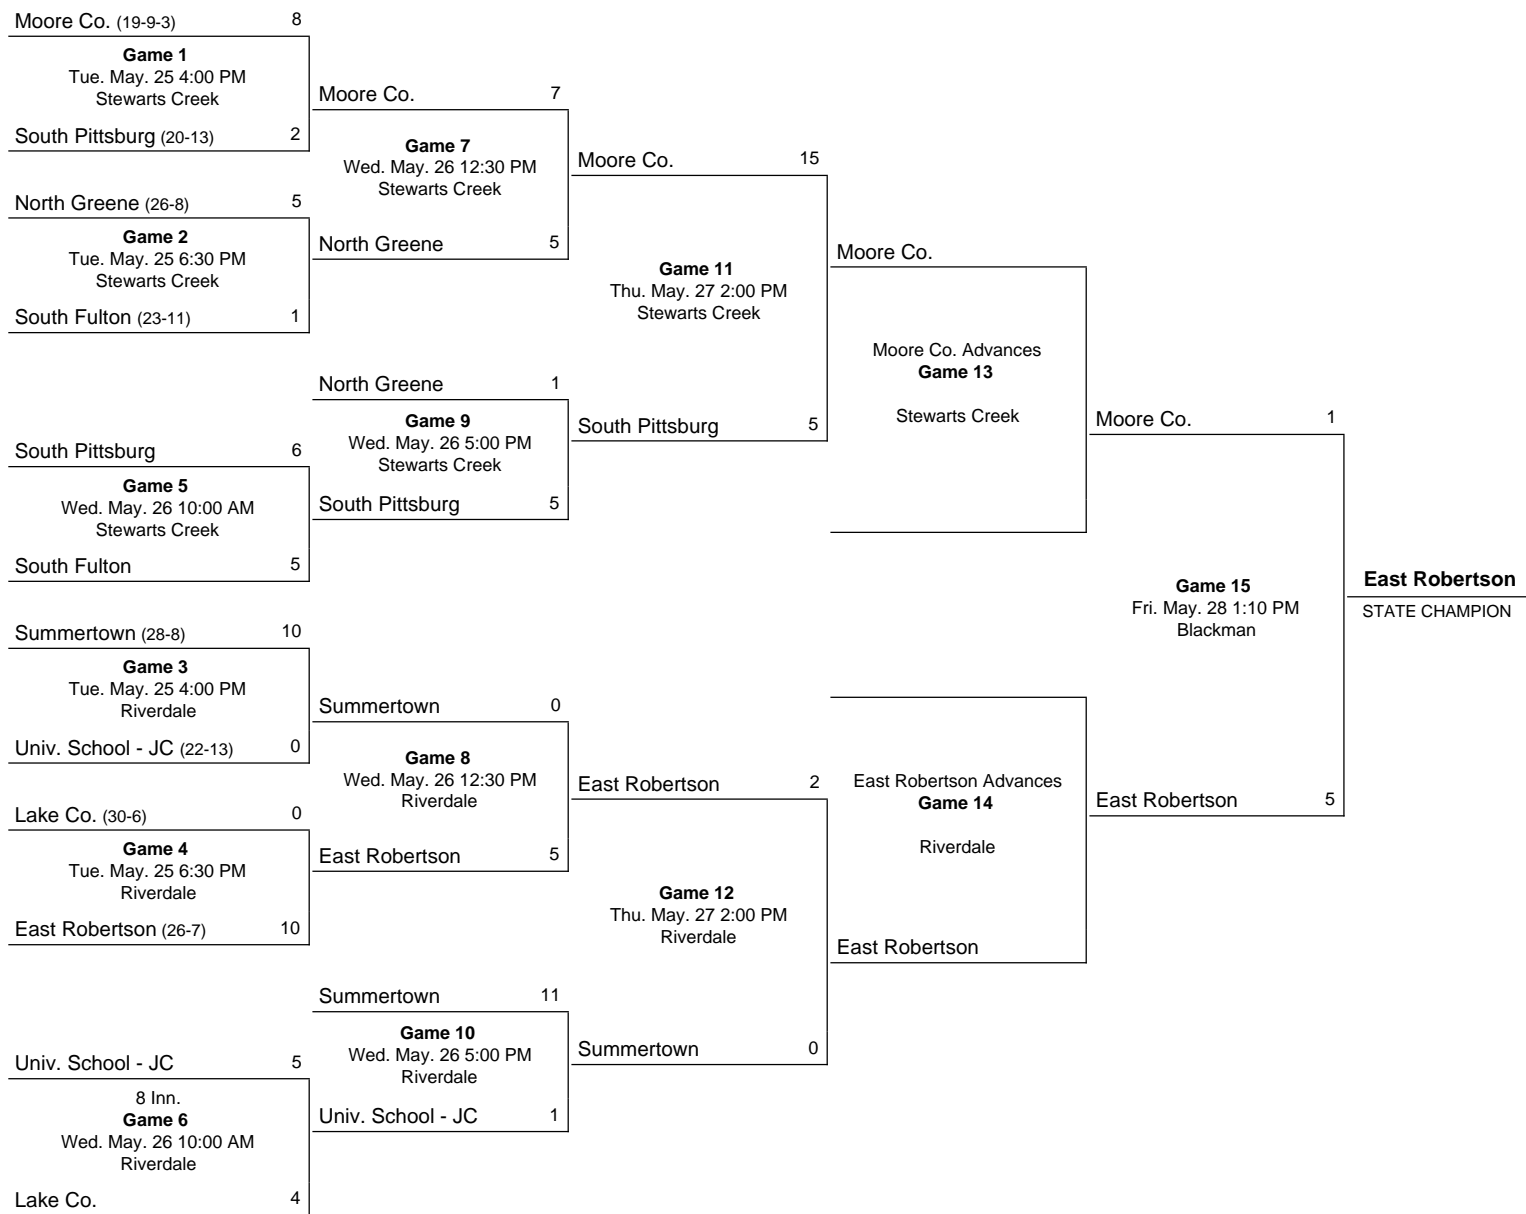 Moore Co. (19-9-3) 8
Game 1
Tue. May. 25 4:00 PM
Stewarts Creek
South Pittsburg (20-13) 2
North Greene (26-8) 5
Game 2
Tue. May. 25 6:30 PM
Stewarts Creek
South Fulton (23-11) 1
South Pittsburg 6
Game 5
Wed. May. 26 10:00 AM
Stewarts Creek
South Fulton 5
Summertown (28-8) 10
Game 3
Tue. May. 25 4:00 PM
Riverdale
Univ. School - JC (22-13) 0
Lake Co. (30-6) 0
Game 4
Tue. May. 25 6:30 PM
Riverdale
East Robertson (26-7) 10
Univ. School - JC 5
8 Inn.
Game 6
Wed. May. 26 10:00 AM
Riverdale
Lake Co. 4
Moore Co. 7
Game 7
Wed. May. 26 12:30 PM
Stewarts Creek
North Greene 5
North Greene 1
Game 9
Wed. May. 26 5:00 PM
Stewarts Creek
South Pittsburg 5
Summertown 0
Game 8
Wed. May. 26 12:30 PM
Riverdale
East Robertson 5
Summertown 11
Game 10
Wed. May. 26 5:00 PM
Riverdale
Univ. School - JC 1
Moore Co. 15
Game 11
Thu. May. 27 2:00 PM
Stewarts Creek
South Pittsburg 5
East Robertson 2
Game 12
Thu. May. 27 2:00 PM
Riverdale
Summertown 0
Moore Co.
Moore Co. Advances
Game 13
Stewarts Creek
East Robertson Advances
Game 14
Riverdale
East Robertson
Moore Co. 1
Game 15
Fri. May. 28 1:10 PM
Blackman
East Robertson 5
East Robertson
STATE CHAMPION